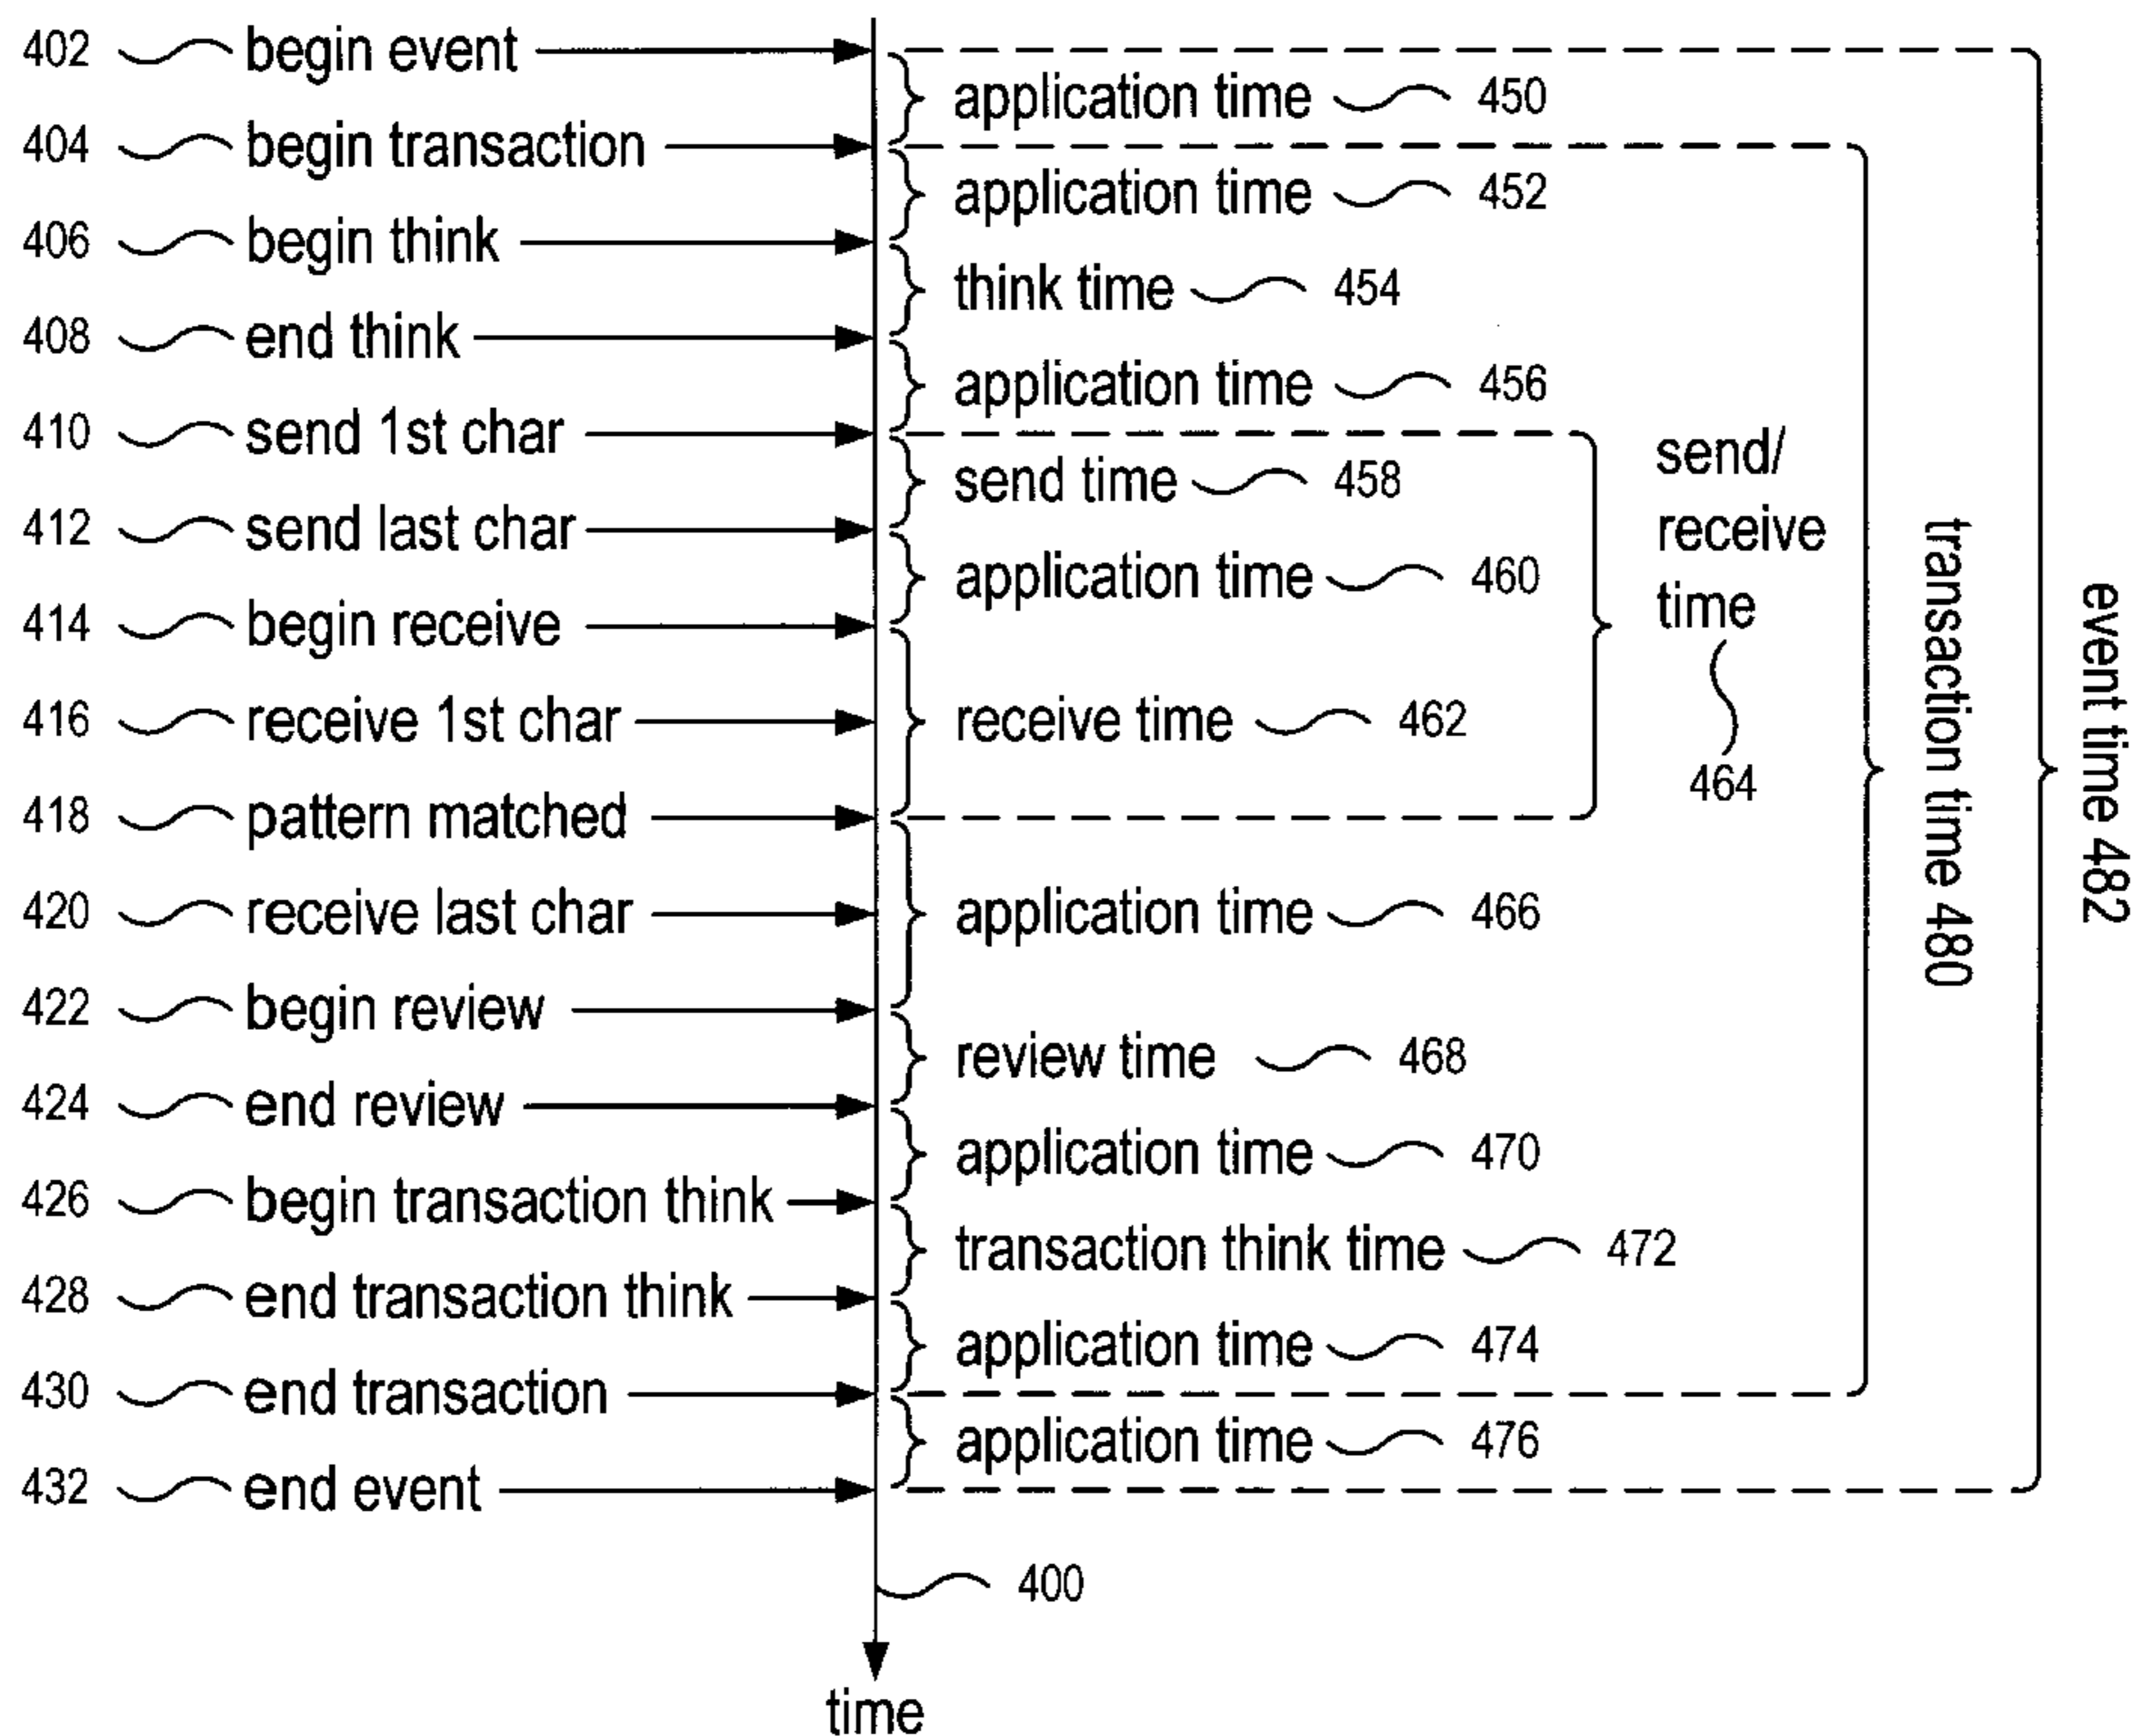 402 begin event
application time 450
404 begin transaction
application time 452
406 begin think
think time 454
408 end think
application time 456
410 send 1st char
send time 458
412 send last char
application time 460
414 begin receive
416 receive 1st char
receive time 462
418 pattern matched
send/
receive
time
464
420 receive last char
application time 466
422 begin review
review time 468
424 end review
application time 470
426 begin transaction think
transaction think time 472
428 end transaction think
application time 474
430 end transaction
application time 476
432 end event
transaction time 480
event time 482
400
time